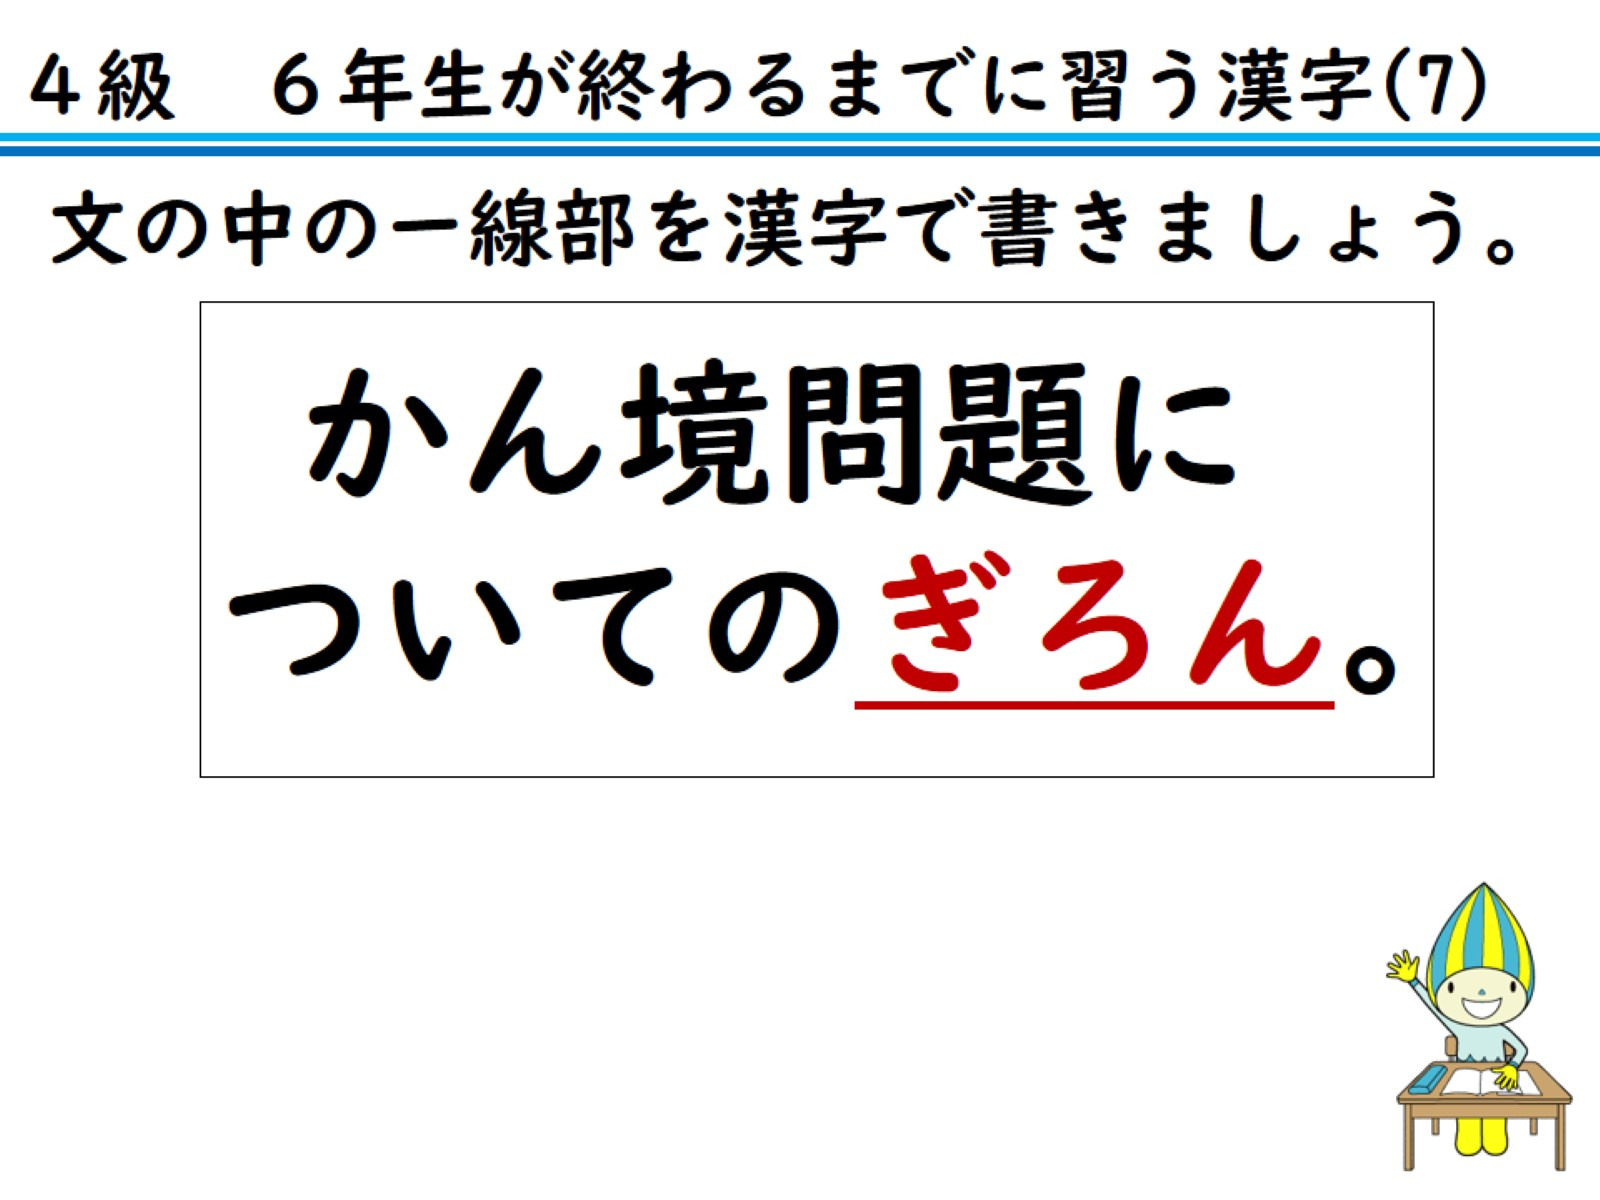 ４級　６年生が終わるまでに習う漢字(7)
文の中の―線部を漢字で書きましょう。
かん境問題に
ついてのぎろん。